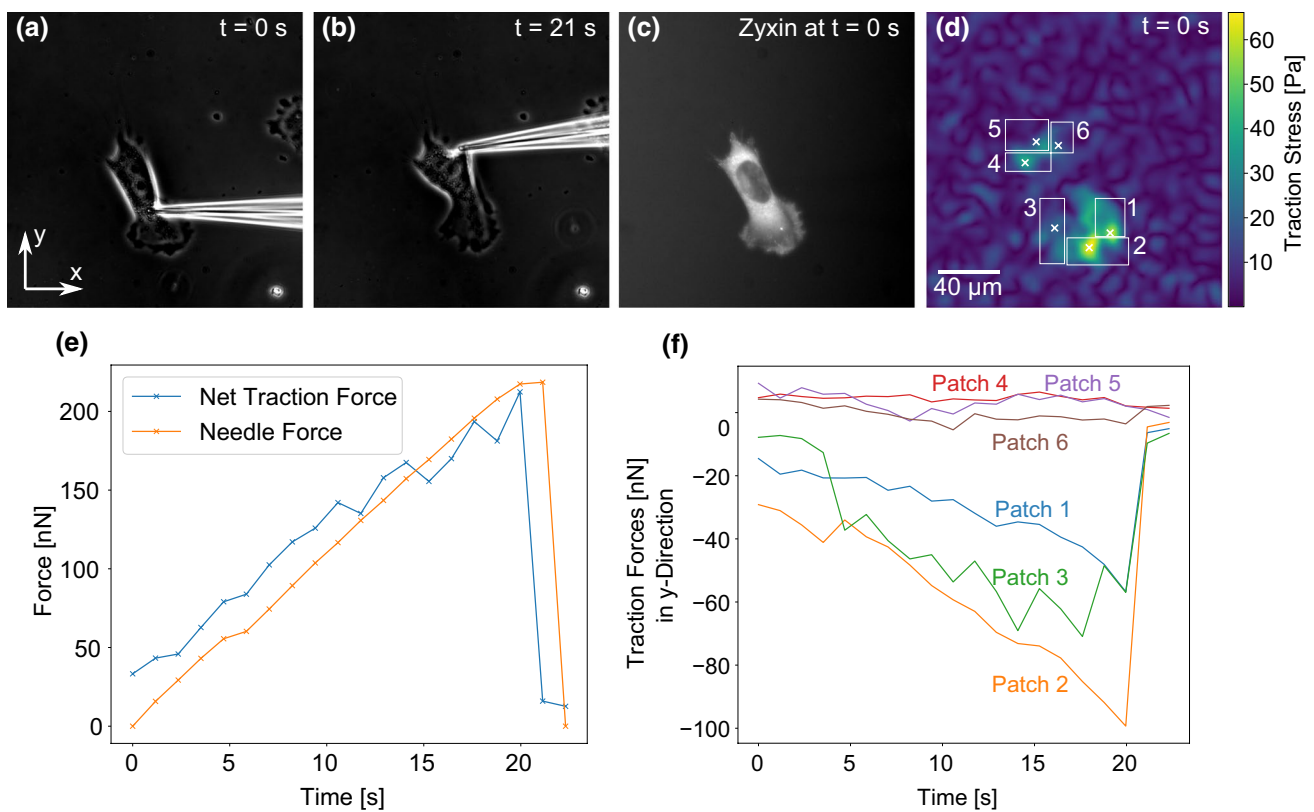 (a) t = 0 s
y
x
(b) t = 21 s
(c) Zyxin at t = 0 s
(d) t = 0 s
5
6
4
3
1
2
40 µm
60
50
40
30
20
10
Traction Stress [Pa]
(e)
Net Traction Force
Needle Force
200
150
100
50
0
Force [nN]
0 5 10 15 20
Time [s]
(f)
Patch 4
Patch 5
Patch 6
Patch 1
Patch 3
Patch 2
0
−20
−40
−60
−80
−100
Traction Forces [nN]
in y-Direction
0 5 10 15 20
Time [s]